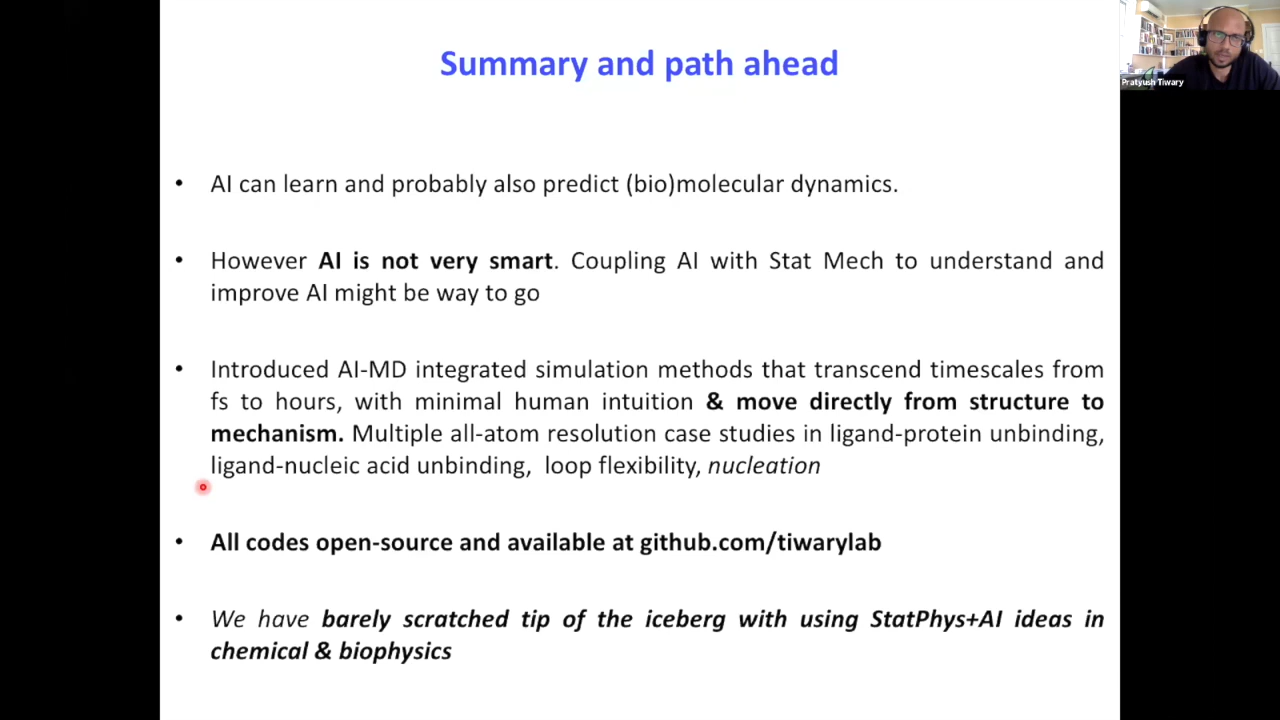 Summary and path ahead
Pratyush Tiwary
• AI can learn and probably also predict (bio)molecular dynamics.
• However AI is not very smart. Coupling AI with Stat Mech to understand and
improve AI might be way to go
• Introduced AI-MD integrated simulation methods that transcend timescales from
fs to hours, with minimal human intuition & move directly from structure to
mechanism. Multiple all-atom resolution case studies in ligand-protein unbinding,
ligand-nucleic acid unbinding, loop flexibility, nucleation
• All codes open-source and available at github.com/tiwarylab
• We have barely scratched tip of the iceberg with using StatPhys+AI ideas in
chemical & biophysics